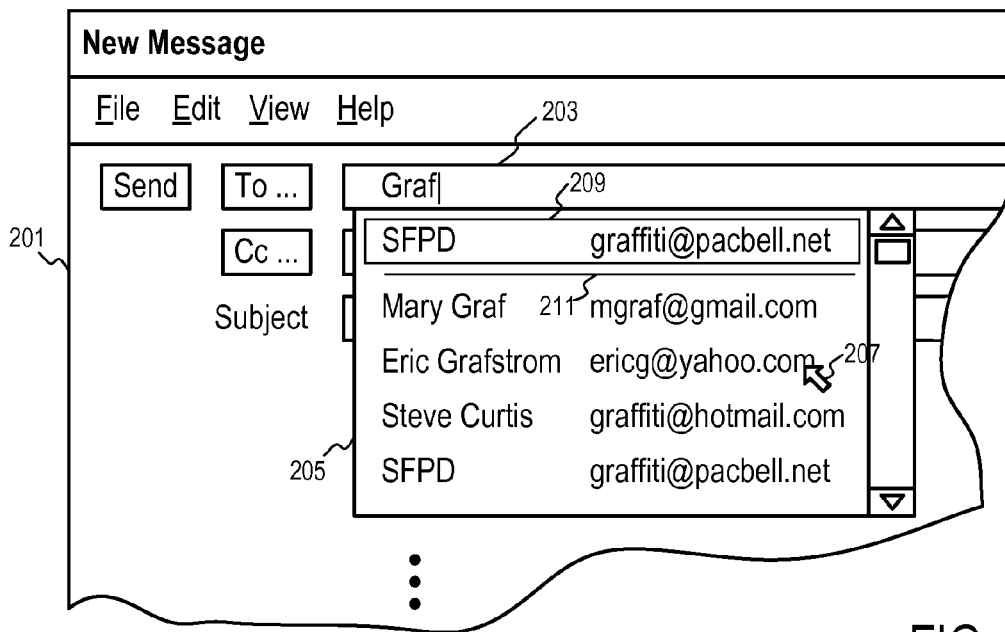 New Message
File Edit View Help
203
Send To ... Graf
209
201
Cc ... SFPD graffiti@pacbell.net
Subject Mary Graf 211 mgraf@gmail.com
Eric Grafstrom ericg@yahoo.com 207
Steve Curtis graffiti@hotmail.com
205 SFPD graffiti@pacbell.net